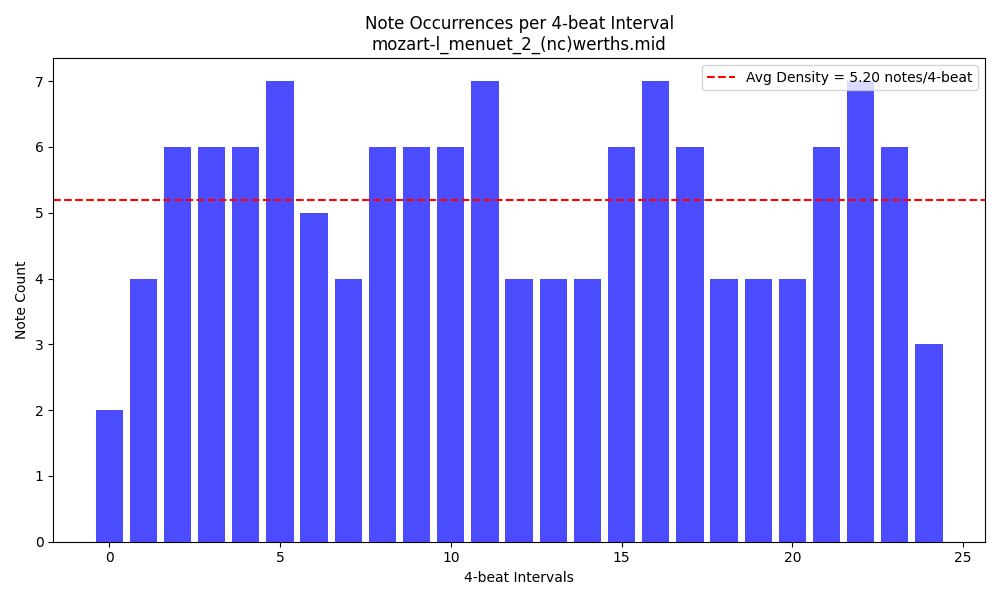 Note Occurrences per 4-beat Interval
mozart-l_menuet_2_(nc)werths.mid
Avg Density = 5.20 notes/4-beat
7
6
5
4
3
2
1
0
Note Count
0 5 10 15 20 25
4-beat Intervals